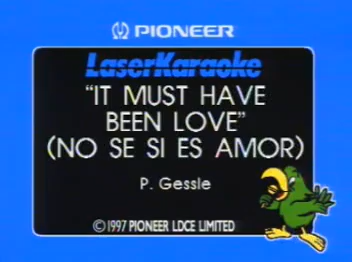 PIONEER
LaserKaraoke
"IT MUST HAVE
BEEN LOVE"
(NO SE SI ES AMOR)
P. Gessle
© 1997 PIONEER LDCE LIMITED